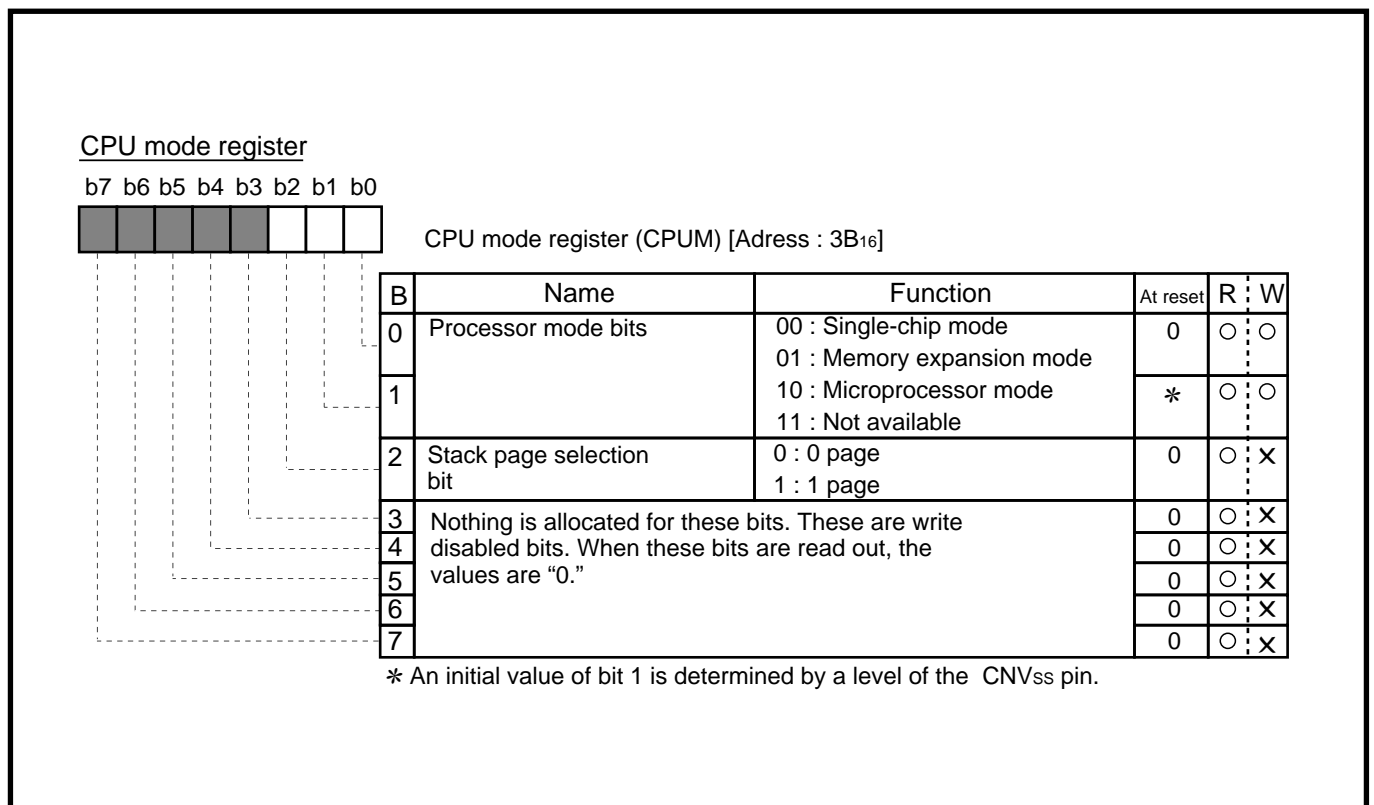 CPU mode register
b7 b6 b5 b4 b3 b2 b1 b0
CPU mode register (CPUM) [Adress : 3B16]
B Name Function At reset R W
0 Processor mode bits 00 : Single-chip mode 0 ○ ○
01 : Memory expansion mode
1 10 : Microprocessor mode * ○ ○
11 : Not available
2 Stack page selection 0 : 0 page 0 ○ ×
bit 1 : 1 page
3 Nothing is allocated for these bits. These are write 0 ○ ×
4 disabled bits. When these bits are read out, the 0 ○ ×
5 values are “0.” 0 ○ ×
6 0 ○ ×
7 0 ○ ×
* An initial value of bit 1 is determined by a level of the CNVSS pin.